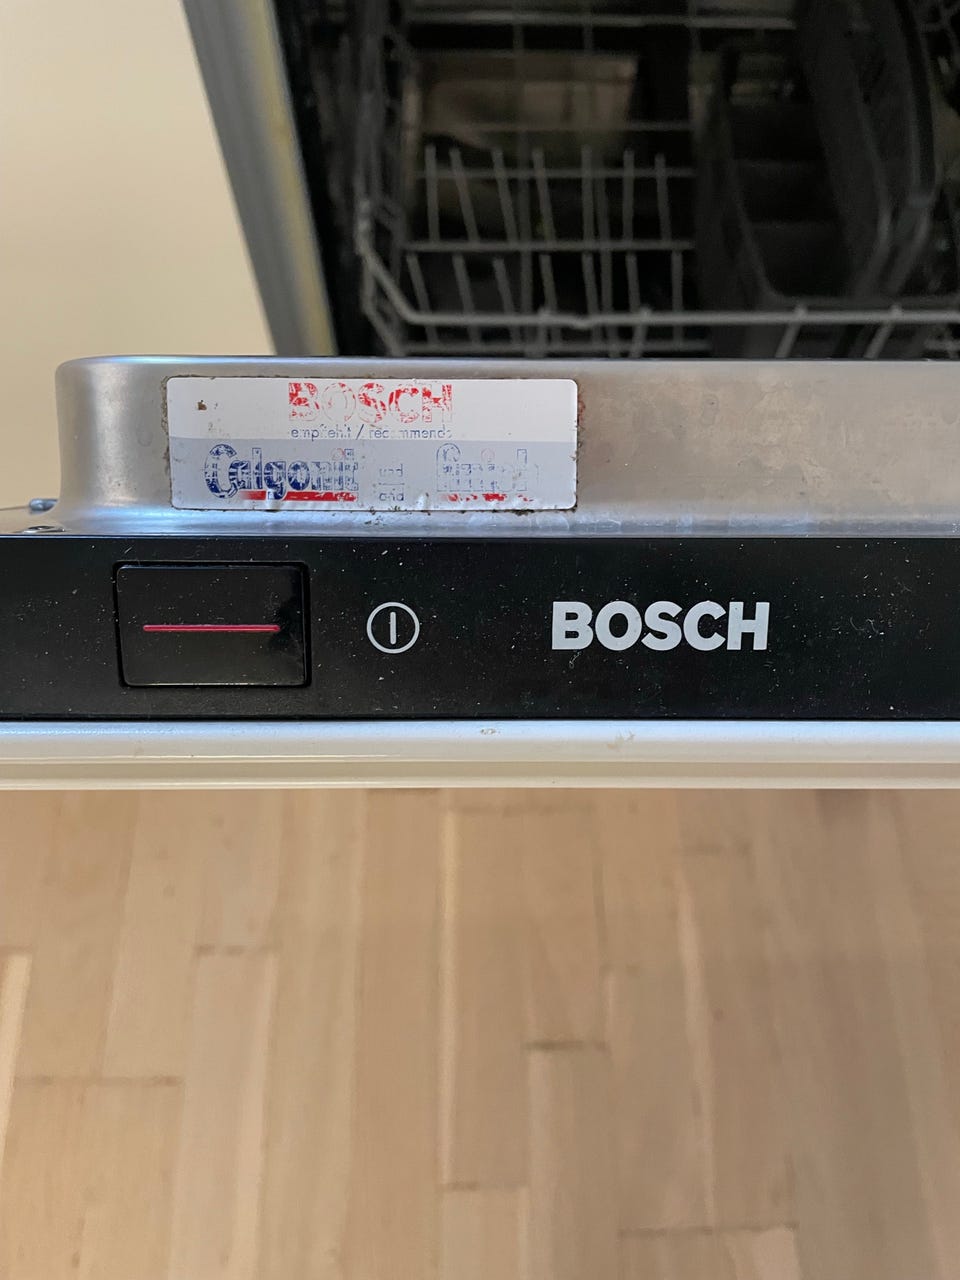 BOSCH
empfiehlt / recommends
Calgonit und Finish
and
BOSCH